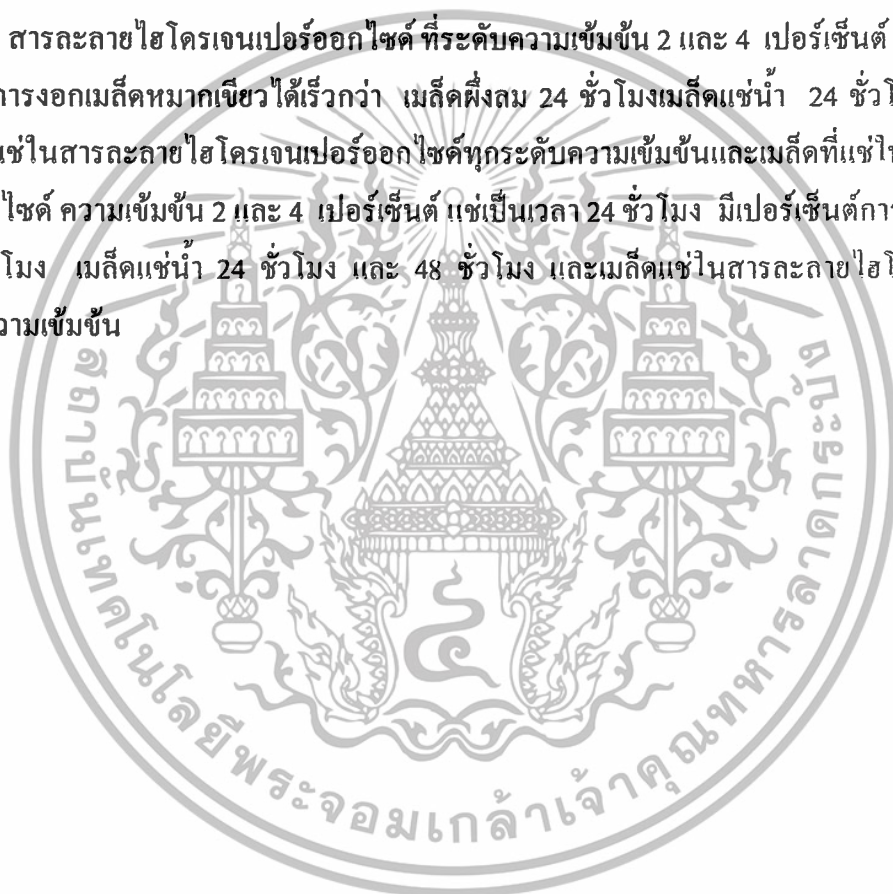 สารละลายไฮโดรเจนเปอร์ออกไซด์ ที่ระดับความเข้มข้น 2 และ 4 เปอร์เซ็นต์
การงอกเมล็ดหมากเขียวได้เร็วกว่า เมล็ดผึ่งลม 24 ชั่วโมงเมล็ดแช่น้ำ 24 ชั่วโ
แช่ในสารละลายไฮโดรเจนเปอร์ออกไซด์ทุกระดับความเข้มข้นและเมล็ดที่แช่ใ
ไซด์ ความเข้มข้น 2 และ 4 เปอร์เซ็นต์ แช่เป็นเวลา 24 ชั่วโมง มีเปอร์เซ็นต์กา
โมง เมล็ดแช่น้ำ 24 ชั่วโมง และ 48 ชั่วโมง และเมล็ดแช่ในสารละลายไฮโ
วามเข้มข้น
สถาบันเทคโนโลยีพระจอมเกล้าเจ้าคุณทหารลาดกระบัง